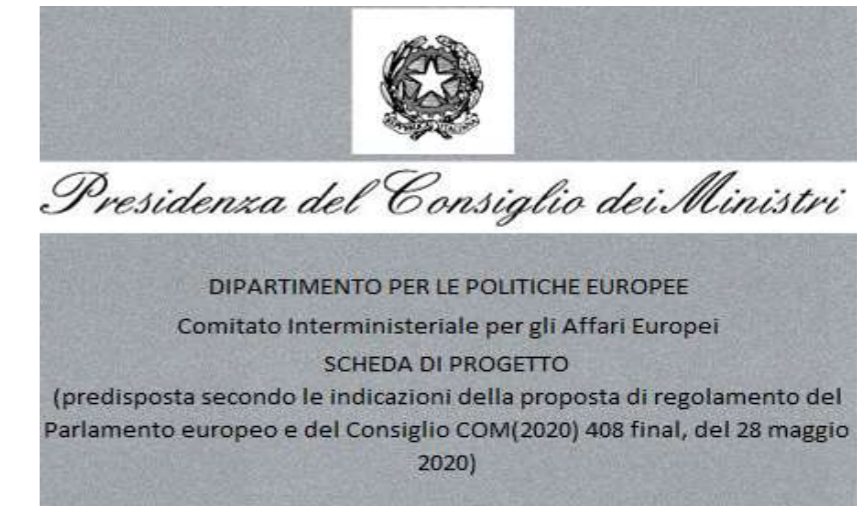 REPVBBLICA ITALIANA
Presidenza del Consiglio dei Ministri
DIPARTIMENTO PER LE POLITICHE EUROPEE
Comitato Interministeriale per gli Affari Europei
SCHEDA DI PROGETTO
(predisposta secondo le indicazioni della proposta di regolamento del
Parlamento europeo e del Consiglio COM(2020) 408 final, del 28 maggio
2020)